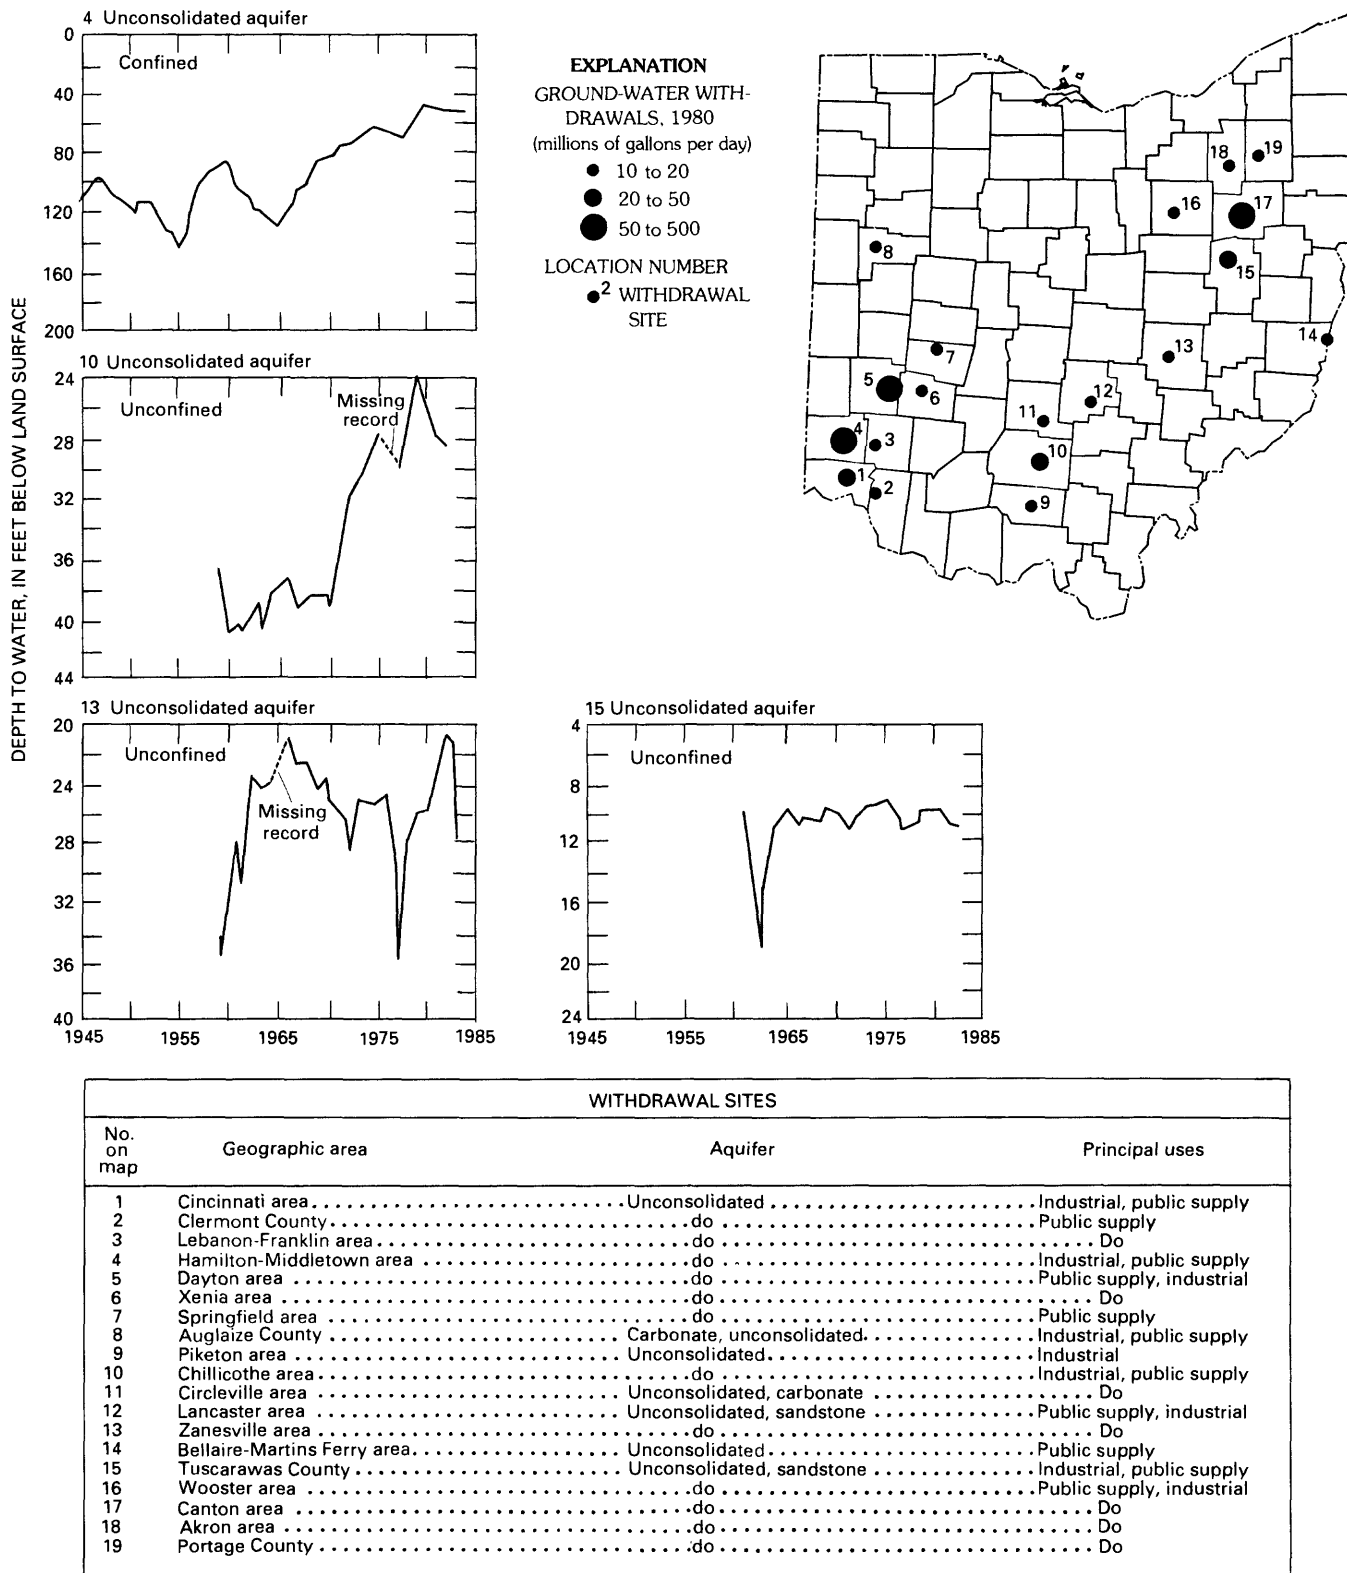 4 Unconsolidated aquifer
0
40
80
120
160
200
Confined
10 Unconsolidated aquifer
24
28
32
36
40
44
Unconfined
Missing
record
13 Unconsolidated aquifer
20
24
28
32
36
40
Unconfined
Missing
record
1945
1955
1965
1975
1985
15 Unconsolidated aquifer
4
8
12
16
20
24
Unconfined
1945
1955
1965
1975
1985
DEPTH TO WATER, IN FEET BELOW LAND SURFACE
EXPLANATION
GROUND-WATER WITH-
DRAWALS, 1980
(millions of gallons per day)
10 to 20
20 to 50
50 to 500
LOCATION NUMBER
2 WITHDRAWAL
SITE
18
19
16
17
8
15
14
7
13
5
6
12
11
4
3
10
1
2
9
WITHDRAWAL SITES
No. on map Geographic area Aquifer Principal uses
1 Cincinnati area Unconsolidated Industrial, public supply
2 Clermont County do Public supply
3 Lebanon-Franklin area do Do
4 Hamilton-Middletown area do Industrial, public supply
5 Dayton area do Public supply, industrial
6 Xenia area do Do
7 Springfield area do Public supply
8 Auglaize County Carbonate, unconsolidated Industrial, public supply
9 Piketon area Unconsolidated Industrial
10 Chillicothe area do Industrial, public supply
11 Circleville area Unconsolidated, carbonate Do
12 Lancaster area Unconsolidated, sandstone Public supply, industrial
13 Zanesville area do Do
14 Bellaire-Martins Ferry area Unconsolidated Public supply
15 Tuscarawas County Unconsolidated, sandstone Industrial, public supply
16 Wooster area do Public supply, industrial
17 Canton area do Do
18 Akron area do Do
19 Portage County do Do